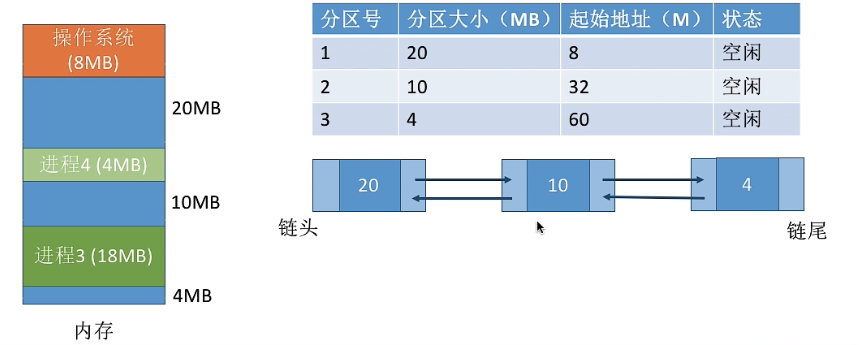 操作系统
(8MB)
20MB
进程4 (4MB)
10MB
进程3 (18MB)
4MB
内存
分区号 分区大小（MB） 起始地址（M） 状态
1 20 8 空闲
2 10 32 空闲
3 4 60 空闲
20 10 4
链头 链尾